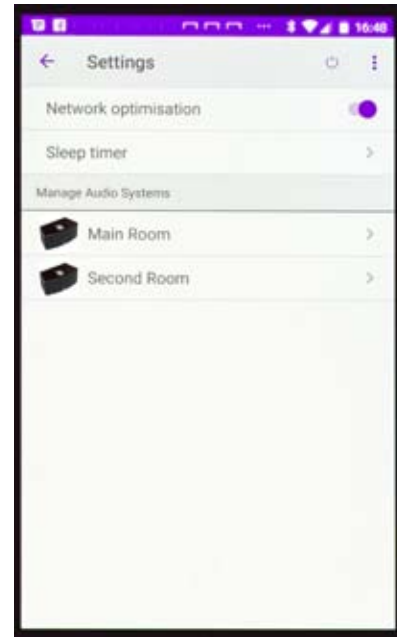 16:48
Settings
Network optimisation
Sleep timer
Manage Audio Systems
Main Room
Second Room